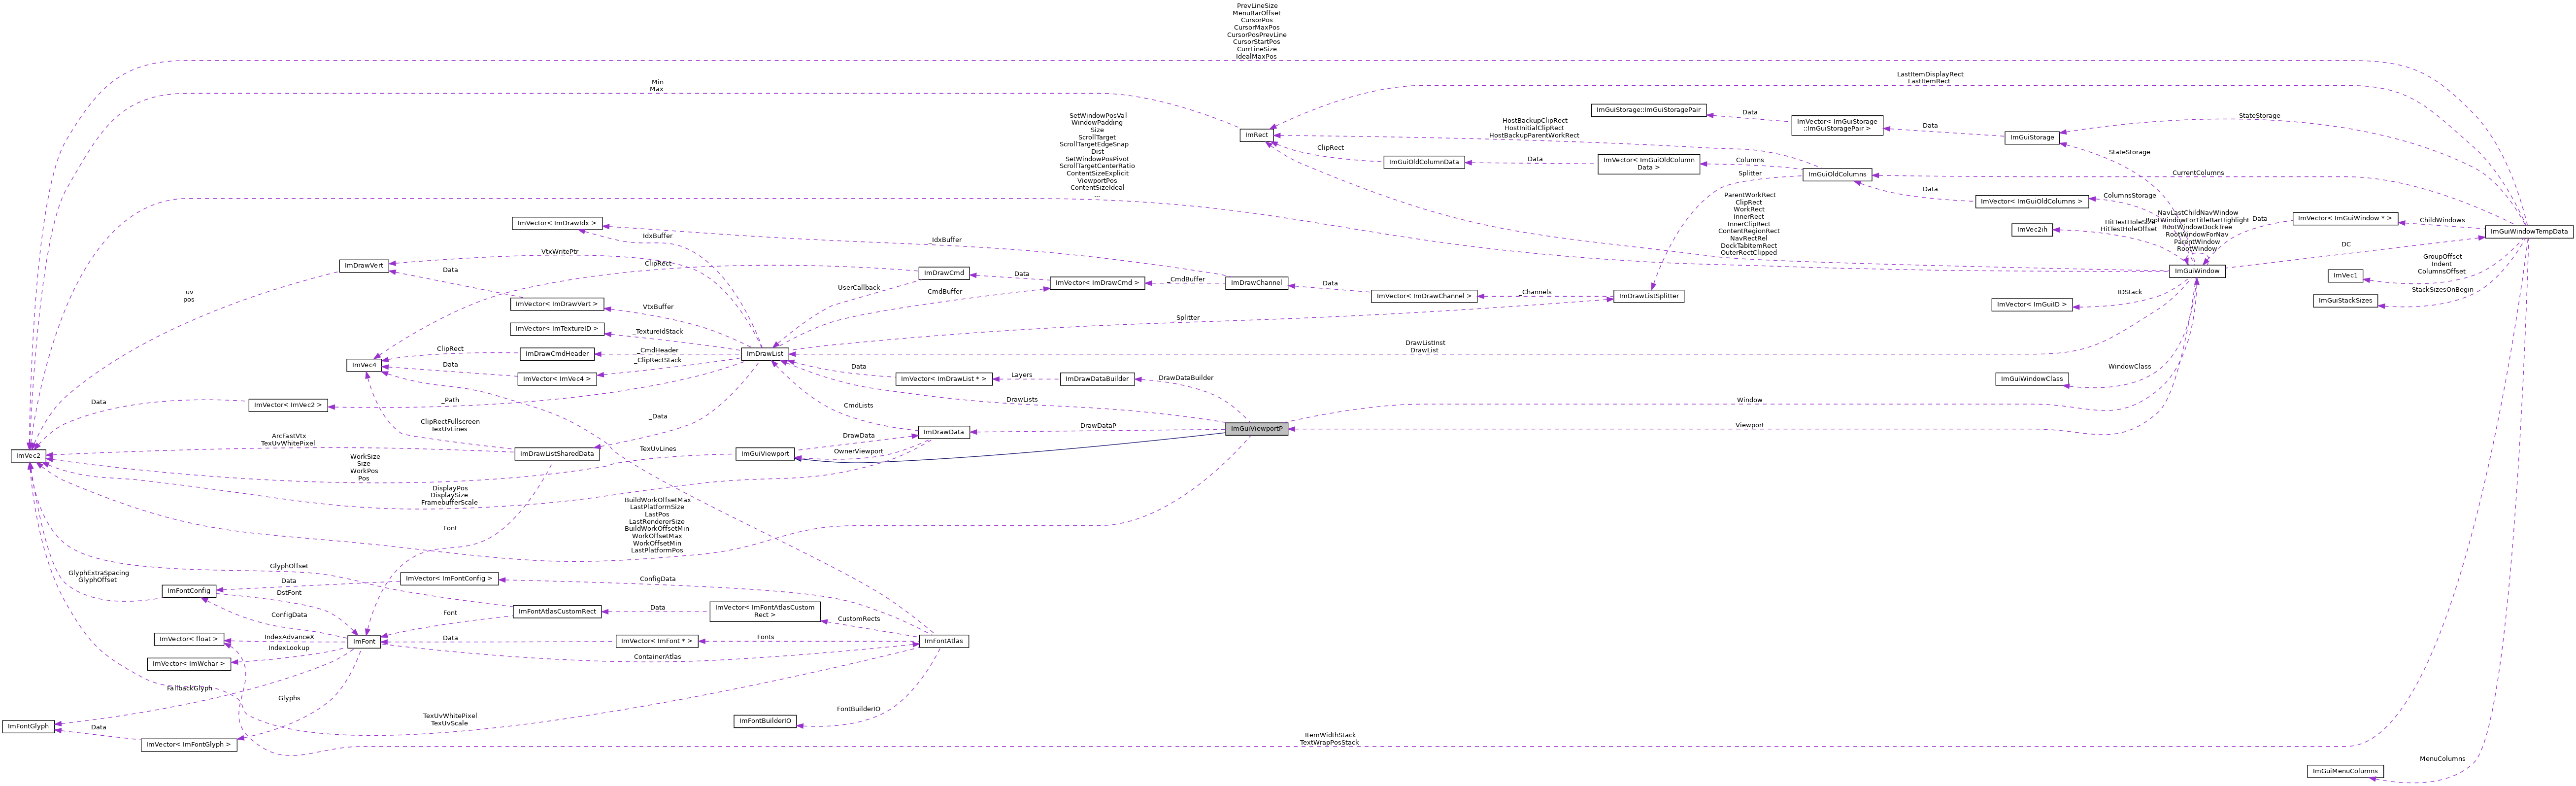 PrevLineSize
MenuBarOffset
CursorPos
CursorMaxPos
CursorPosPrevLine
CursorStartPos
CurrLineSize
IdealMaxPos
Min
Max
LastItemDisplayRect
LastItemRect
SetWindowPosVal
WindowPadding
Size
ScrollTarget
ScrollTargetEdgeSnap
Dist
SetWindowPosPivot
ScrollTargetCenterRatio
ContentSizeExplicit
ViewportPos
ContentSizeIdeal
...
HostBackupClipRect
HostInitialClipRect
HostBackupParentWorkRect
ImRect
ClipRect
ImGuiStorage::ImGuiStoragePair
Data
ImVector< ImGuiStorage
::ImGuiStoragePair >
Data
ImGuiStorage
StateStorage
StateStorage
ImGuiOldColumnData
Data
ImVector< ImGuiOldColumn
Data >
Columns
Splitter
ImGuiOldColumns
CurrentColumns
Data
ImVector< ImGuiOldColumns >
ColumnsStorage
ParentWorkRect
ClipRect
WorkRect
InnerRect
InnerClipRect
ContentRegionRect
NavRectRel
DockTabItemRect
OuterRectClipped
ImVec2ih
HitTestHoleSize
HitTestHoleOffset
NavLastChildNavWindow
RootWindowForTitleBarHighlight
RootWindowDockTree
RootWindowForNav
ParentWindow
RootWindow
Data
ImVector< ImGuiWindow * >
ChildWindows
ImGuiWindowTempData
DC
GroupOffset
Indent
ColumnsOffset
ImVec1
StackSizesOnBegin
ImGuiStackSizes
ImGuiWindow
IDStack
ImVector< ImGuiID >
ImVector< ImDrawIdx >
IdxBuffer
_IdxBuffer
_VtxWritePtr
ImDrawVert
Data
ClipRect
ImDrawCmd
Data
ImVector< ImDrawCmd >
_CmdBuffer
ImDrawChannel
Data
ImVector< ImDrawChannel >
_Channels
ImDrawListSplitter
uv
pos
UserCallback
CmdBuffer
ImVector< ImDrawVert >
VtxBuffer
_Splitter
ImVector< ImTextureID >
_TextureIdStack
ClipRect
ImDrawCmdHeader
_CmdHeader
ImDrawList
_ClipRectStack
DrawListInst
DrawList
ImVec4
Data
ImVector< ImVec4 >
Data
ImVector< ImDrawList * >
Layers
ImDrawDataBuilder
DrawDataBuilder
WindowClass
ImGuiWindowClass
Data
ImVector< ImVec2 >
_Path
CmdLists
DrawLists
Window
_Data
ClipRectFullscreen
TexUvLines
DrawDataP
ImGuiViewportP
Viewport
ImDrawData
DrawData
ArcFastVtx
TexUvWhitePixel
ImVec2
ImDrawListSharedData
TexUvLines
ImGuiViewport
OwnerViewport
WorkSize
Size
WorkPos
Pos
DisplayPos
DisplaySize
FramebufferScale
BuildWorkOffsetMax
LastPlatformSize
LastPos
LastRendererSize
BuildWorkOffsetMin
WorkOffsetMax
WorkOffsetMin
LastPlatformPos
Font
GlyphOffset
GlyphExtraSpacing
GlyphOffset
ImFontConfig
Data
ImVector< ImFontConfig >
ConfigData
DstFont
ConfigData
Font
ImFontAtlasCustomRect
Data
ImVector< ImFontAtlasCustom
Rect >
CustomRects
ImVector< float >
IndexAdvanceX
ImFont
Data
ImVector< ImFont * >
Fonts
ImFontAtlas
IndexLookup
ImVector< ImWchar >
ContainerAtlas
FallbackGlyph
Glyphs
ImFontGlyph
Data
ImVector< ImFontGlyph >
TexUvWhitePixel
TexUvScale
ImFontBuilderIO
FontBuilderIO
ItemWidthStack
TextWrapPosStack
MenuColumns
ImGuiMenuColumns